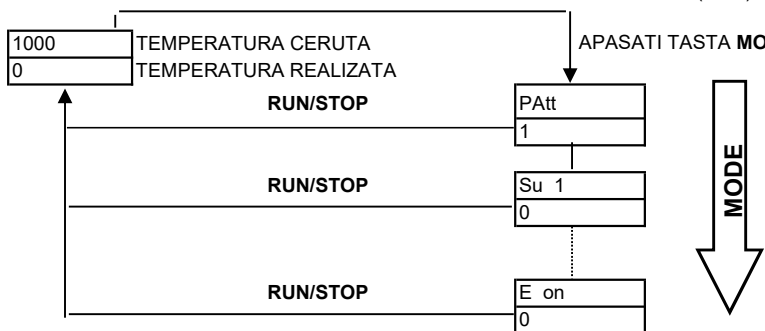 1000 TEMPERATURA CERUTA
APASATI TASTA MO
0 TEMPERATURA REALIZATA
RUN/STOP
PAtt
1
RUN/STOP
Su 1
0
MODE
RUN/STOP
E on
0